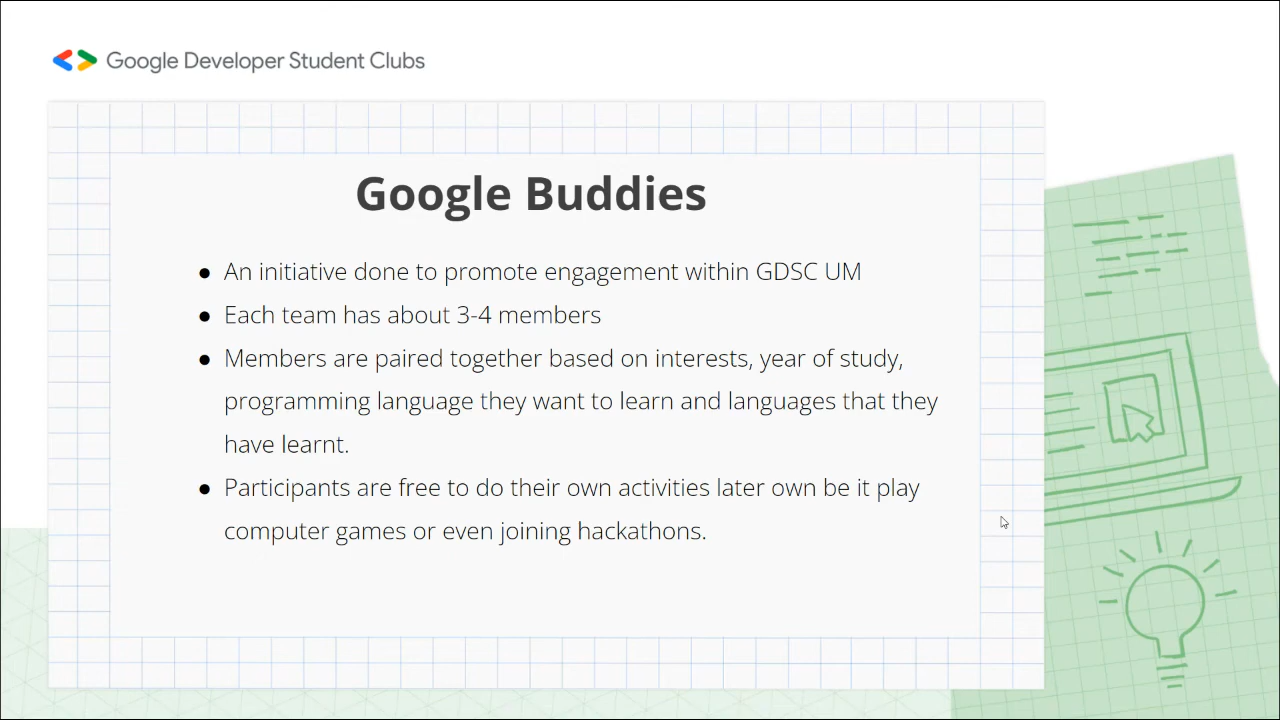 Google Developer Student Clubs
Google Buddies
● An initiative done to promote engagement within GDSC UM
● Each team has about 3-4 members
● Members are paired together based on interests, year of study,
programming language they want to learn and languages that they
have learnt.
● Participants are free to do their own activities later own be it play
computer games or even joining hackathons.